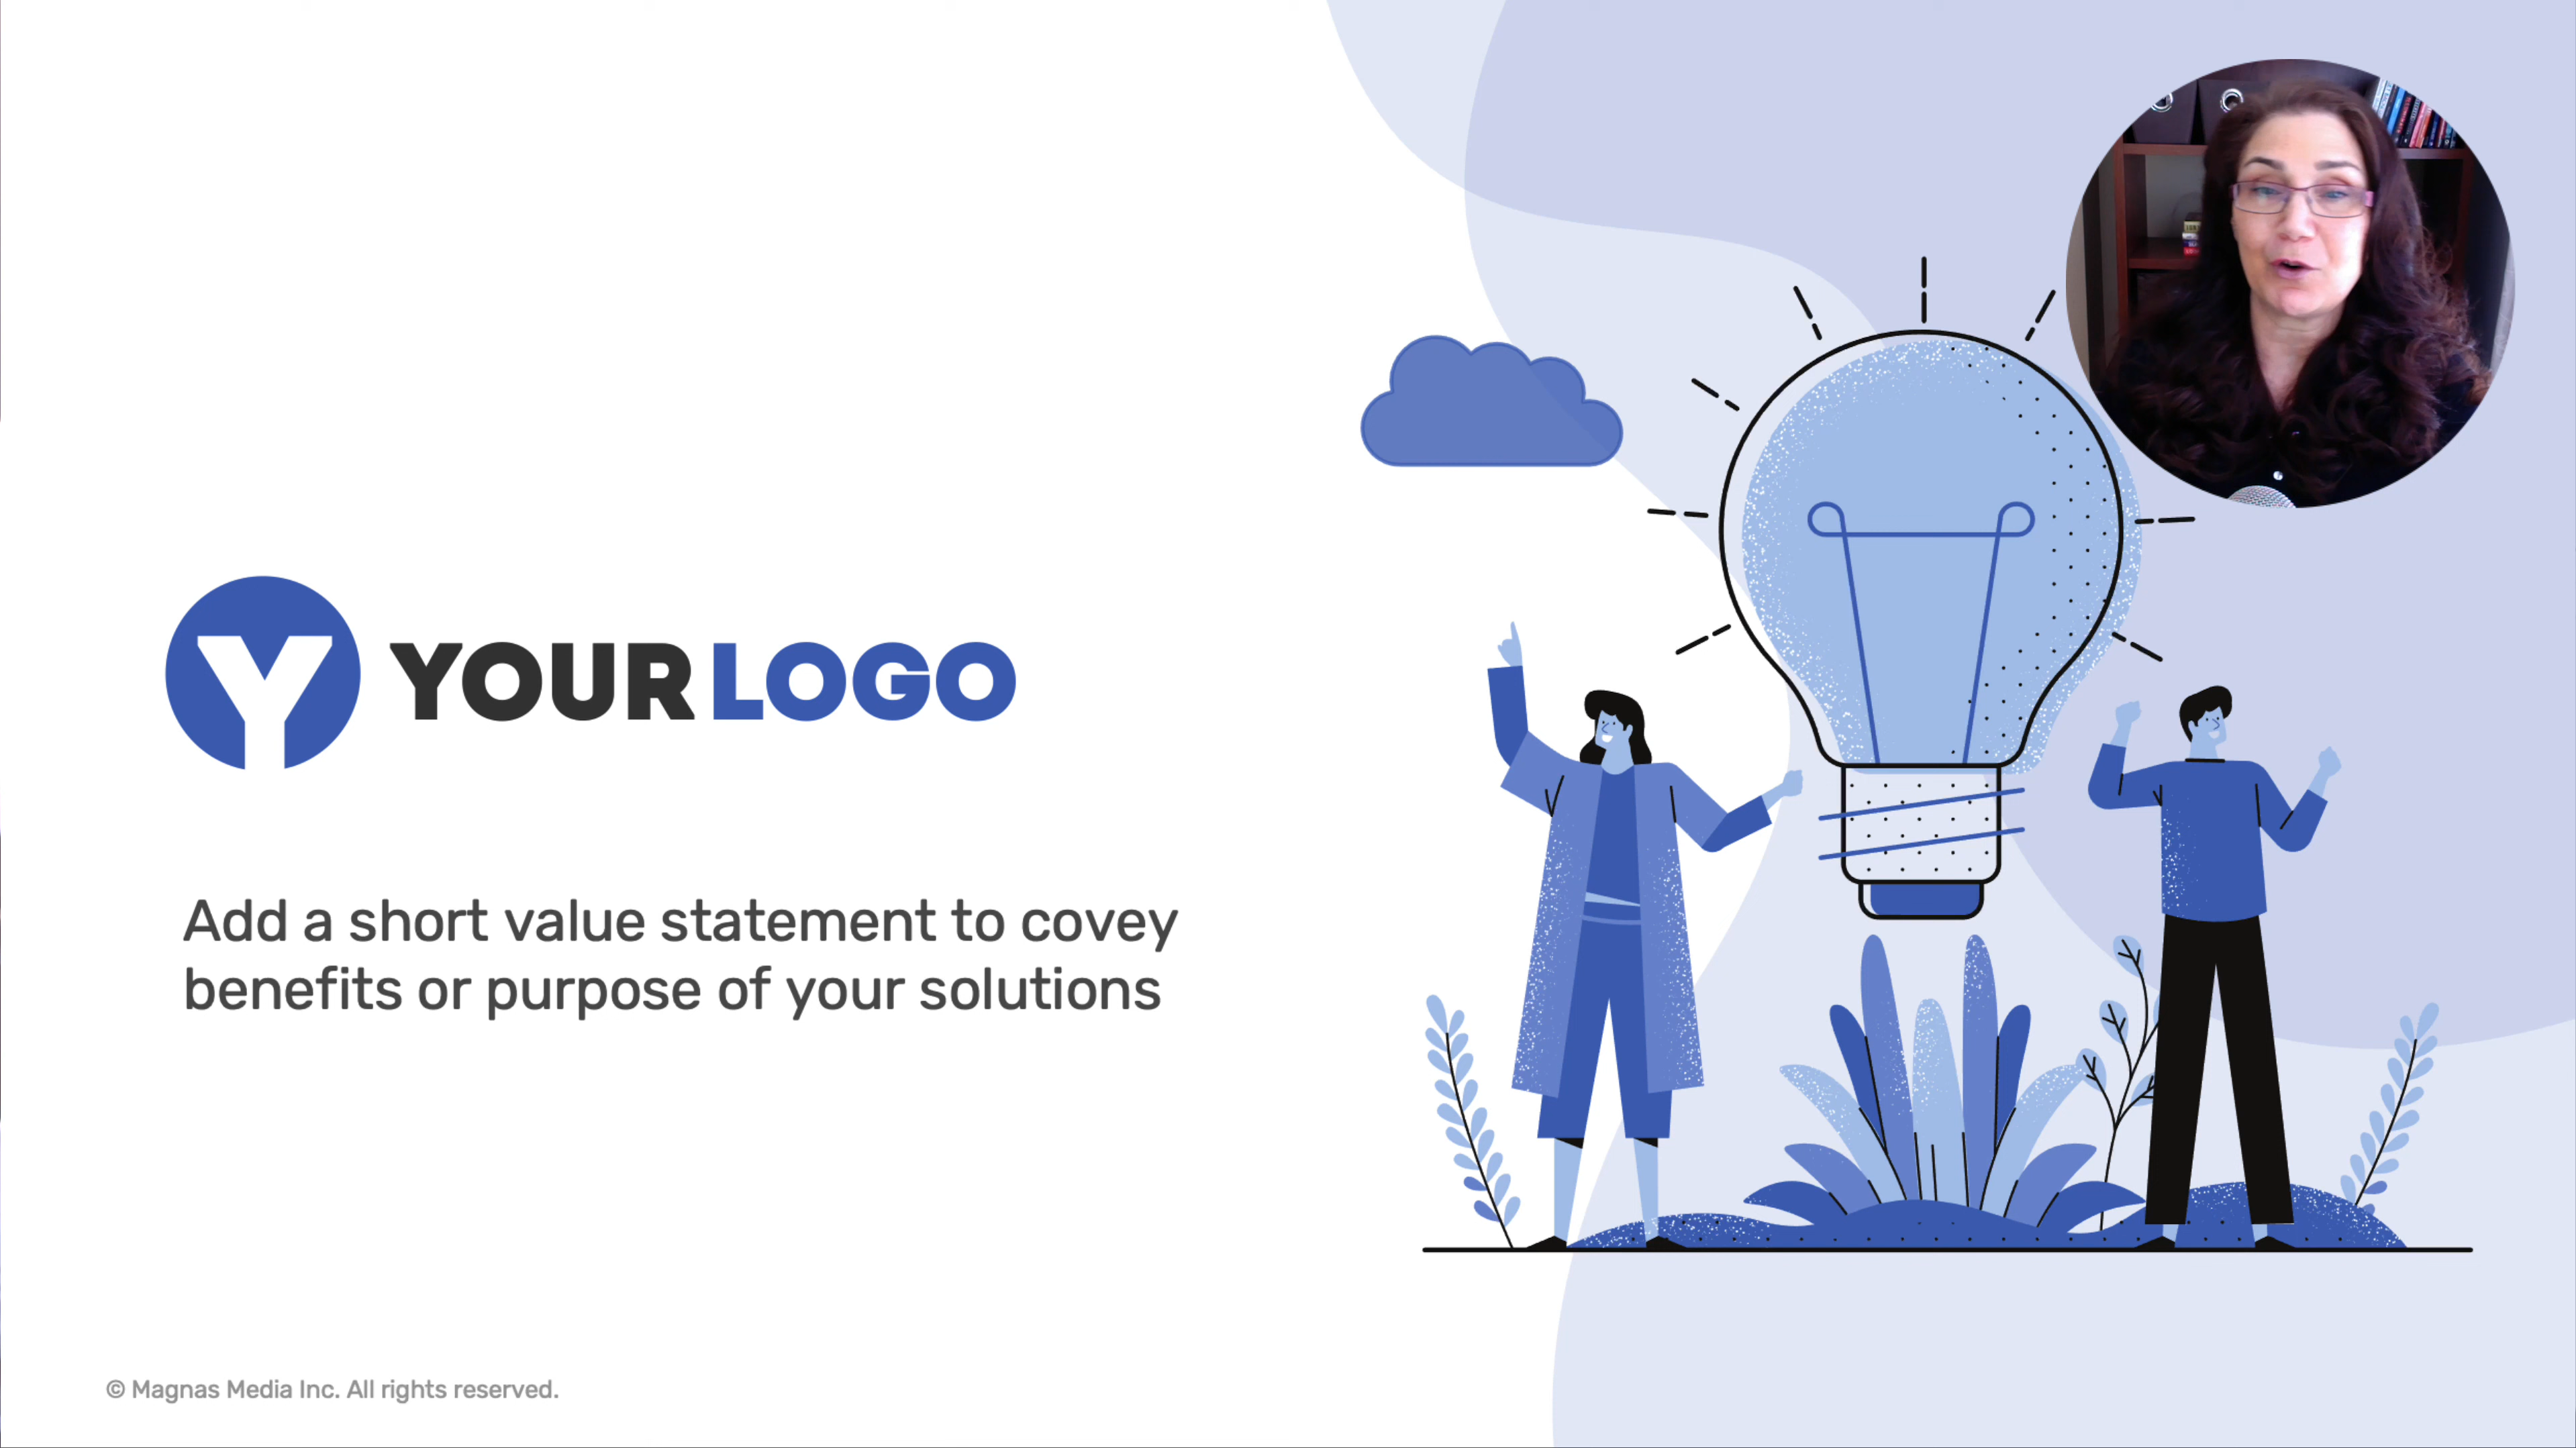 YOUR LOGO
Add a short value statement to covey
benefits or purpose of your solutions
© Magnas Media Inc. All rights reserved.